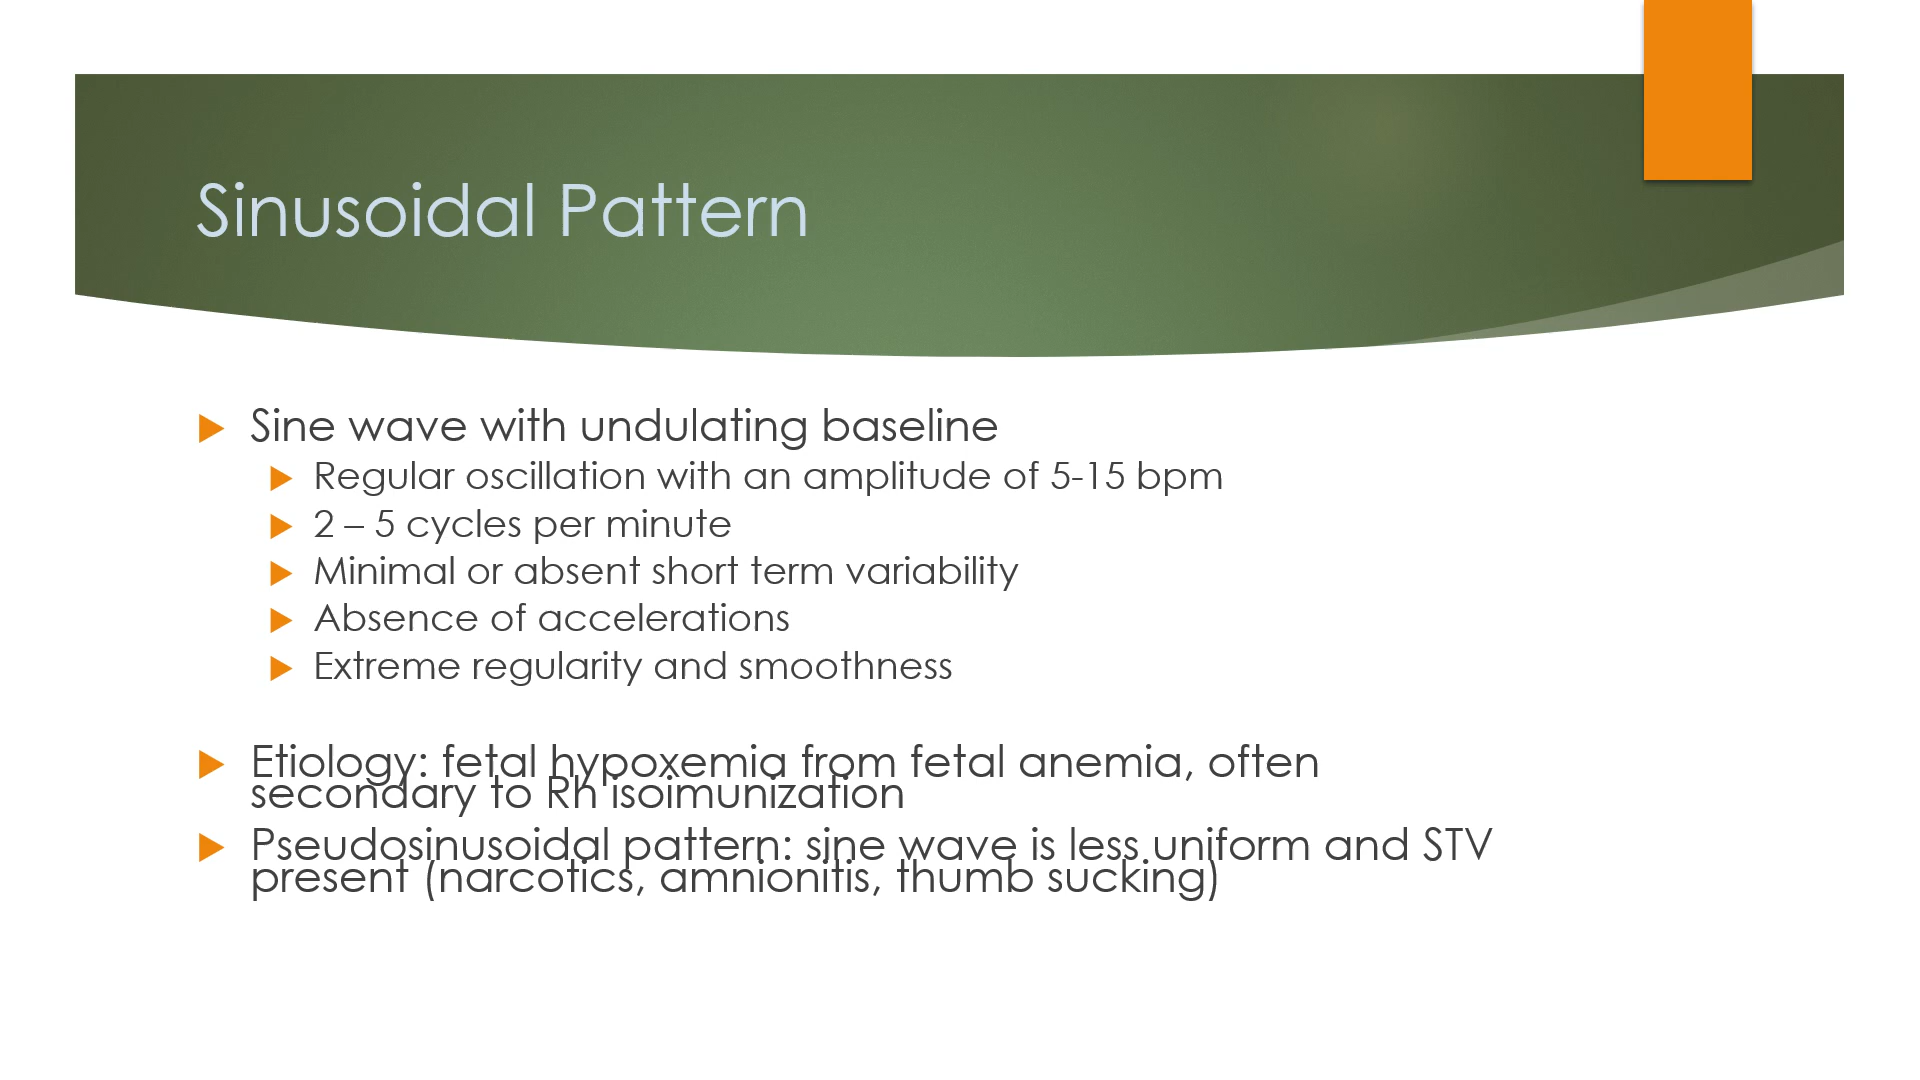 Sinusoidal Pattern
Sine wave with undulating baseline
Regular oscillation with an amplitude of 5-15 bpm
2 – 5 cycles per minute
Minimal or absent short term variability
Absence of accelerations
Extreme regularity and smoothness
Etiology: fetal hypoxemia from fetal anemia, often
secondary to Rh isoimunization
Pseudosinusoidal pattern: sine wave is less uniform and STV
present (narcotics, amnionitis, thumb sucking)